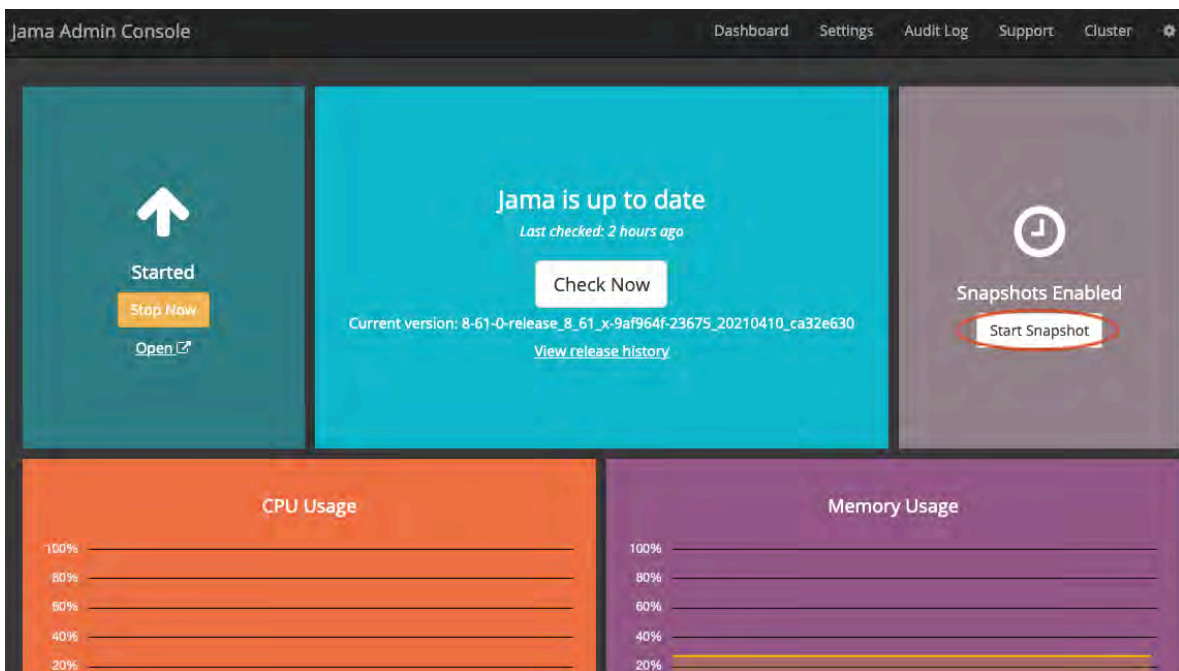 Jama Admin Console
Dashboard Settings Audit Log Support Cluster
Started
Stop Now
Open
Jama is up to date
Last checked: 2 hours ago
Check Now
Current version: 8-61-0-release_8_61_x-9af964f-23675_20210410_ca32e630
View release history
Snapshots Enabled
Start Snapshot
CPU Usage
100%
80%
60%
40%
20%
Memory Usage
100%
80%
60%
40%
20%